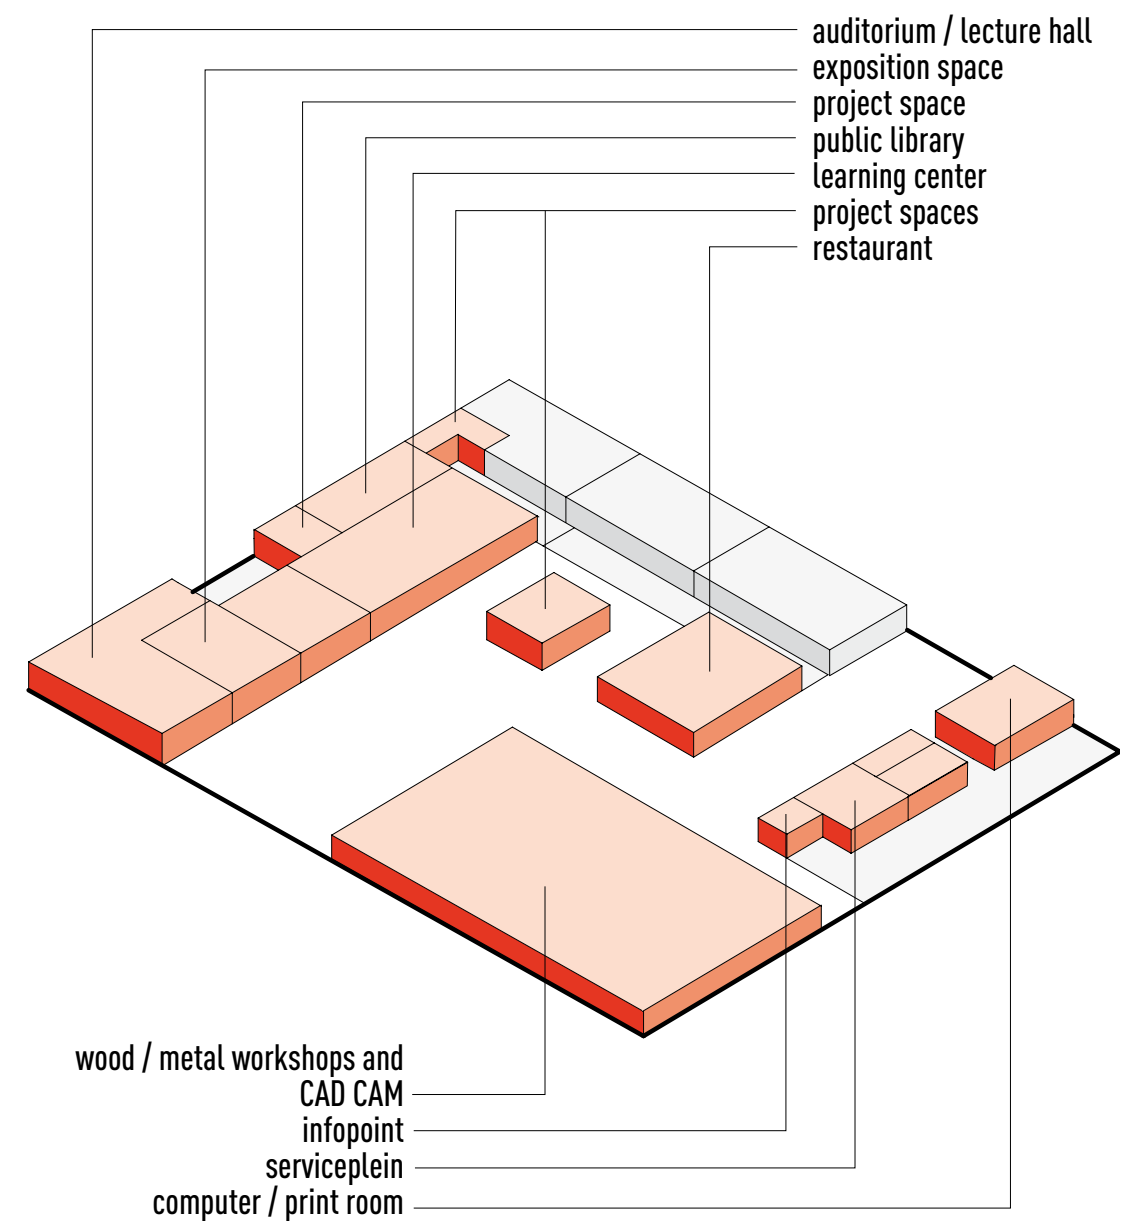 auditorium / lecture hall
exposition space
project space
public library
learning center
project spaces
restaurant
wood / metal workshops and
CAD CAM
infopoint
serviceplein
computer / print room